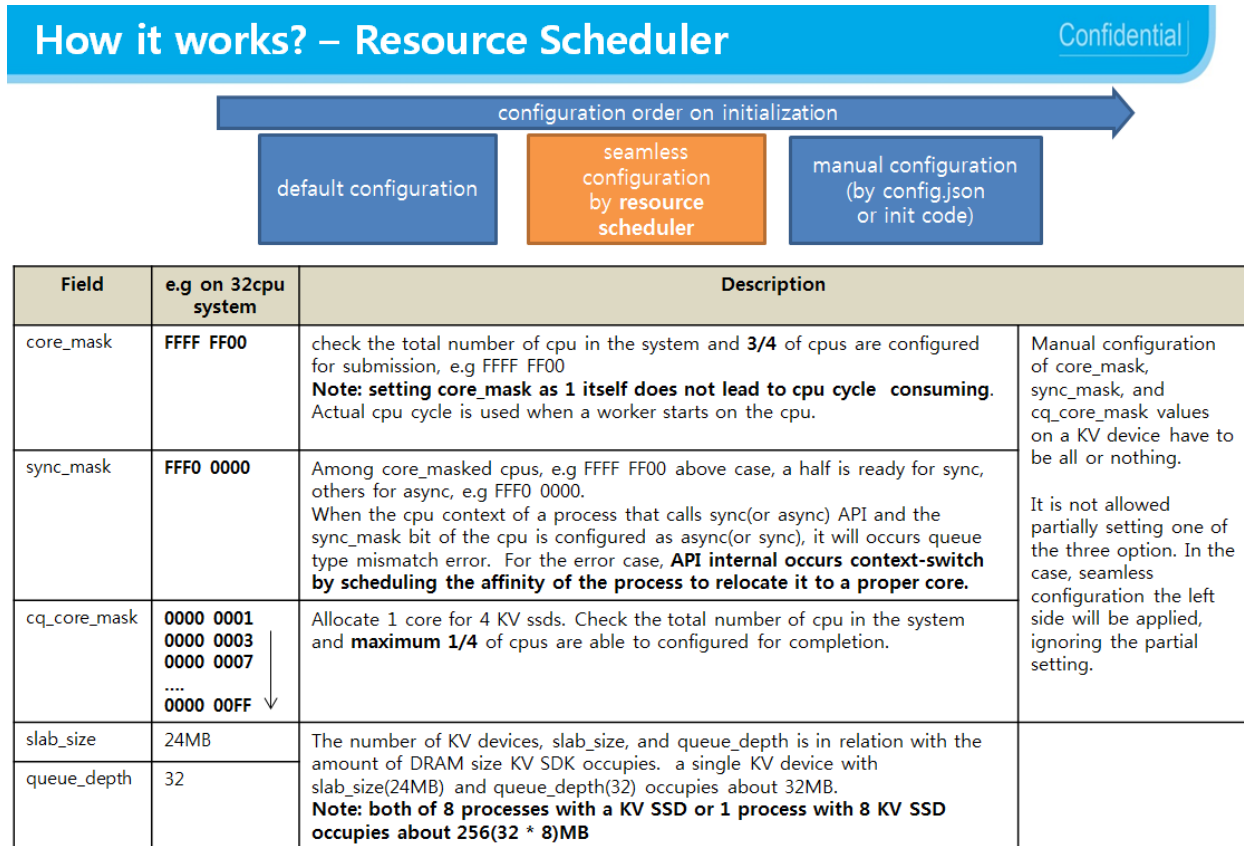 How it works? – Resource Scheduler
Confidential
configuration order on initialization
default configuration
seamless
configuration
by resource
scheduler
manual configuration
(by config.json
or init code)
Field
e.g on 32cpu
system
Description
core_mask
FFFF FF00
check the total number of cpu in the system and 3/4 of cpus are configured
for submission, e.g FFFF FF00
Note: setting core_mask as 1 itself does not lead to cpu cycle consuming.
Actual cpu cycle is used when a worker starts on the cpu.
Manual configuration
of core_mask,
sync_mask, and
cq_core_mask values
on a KV device have to
be all or nothing.
It is not allowed
partially setting one of
the three option. In the
case, seamless
configuration the left
side will be applied,
ignoring the partial
setting.
sync_mask
FFF0 0000
Among core_masked cpus, e.g FFFF FF00 above case, a half is ready for sync,
others for async, e.g FFF0 0000.
When the cpu context of a process that calls sync(or async) API and the
sync_mask bit of the cpu is configured as async(or sync), it will occurs queue
type mismatch error. For the error case, API internal occurs context-switch
by scheduling the affinity of the process to relocate it to a proper core.
cq_core_mask
0000 0001
0000 0003
0000 0007
....
0000 00FF
Allocate 1 core for 4 KV ssds. Check the total number of cpu in the system
and maximum 1/4 of cpus are able to configured for completion.
slab_size
24MB
queue_depth
32
The number of KV devices, slab_size, and queue_depth is in relation with the
amount of DRAM size KV SDK occupies. a single KV device with
slab_size(24MB) and queue_depth(32) occupies about 32MB.
Note: both of 8 processes with a KV SSD or 1 process with 8 KV SSD
occupies about 256(32 * 8)MB